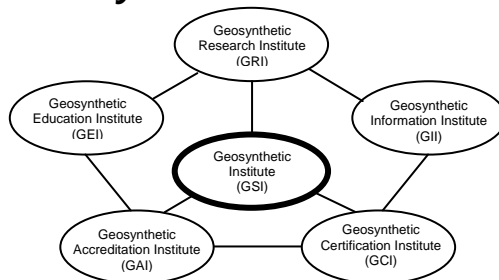 Geosynthetic
Research Institute
(GRI)
Geosynthetic
Education Institute
(GEI)
Geosynthetic
Information Institute
(GII)
Geosynthetic
Institute
(GSI)
Geosynthetic
Accreditation Institute
(GAI)
Geosynthetic
Certification Institute
(GCI)